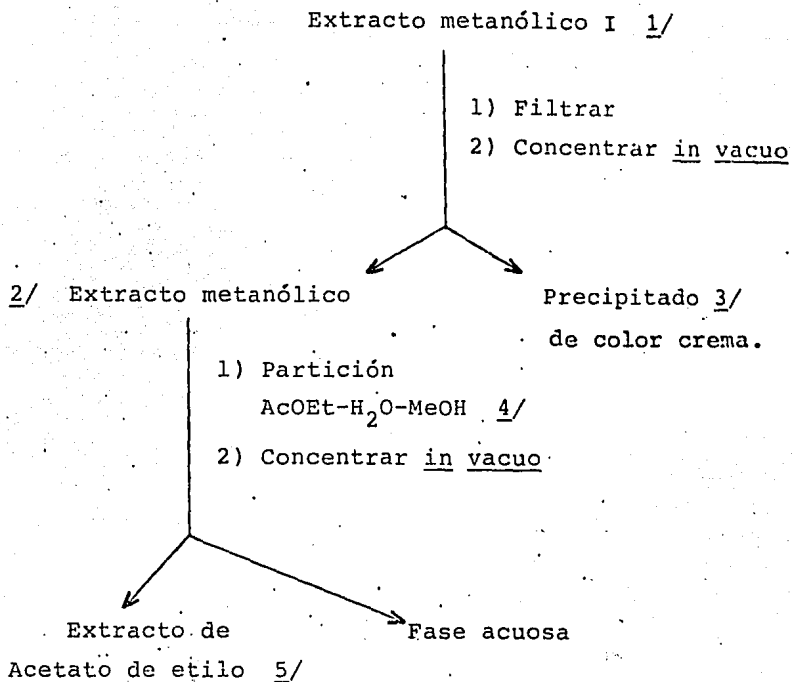 Extracto metanólico I 1/
1) Filtrar
2) Concentrar in vacuo
2/ Extracto metanólico
Precipitado 3/
de color crema.
1) Partición
AcOEt-H2O-MeOH 4/
2) Concentrar in vacuo
Extracto de
Acetato de etilo 5/
Fase acuosa